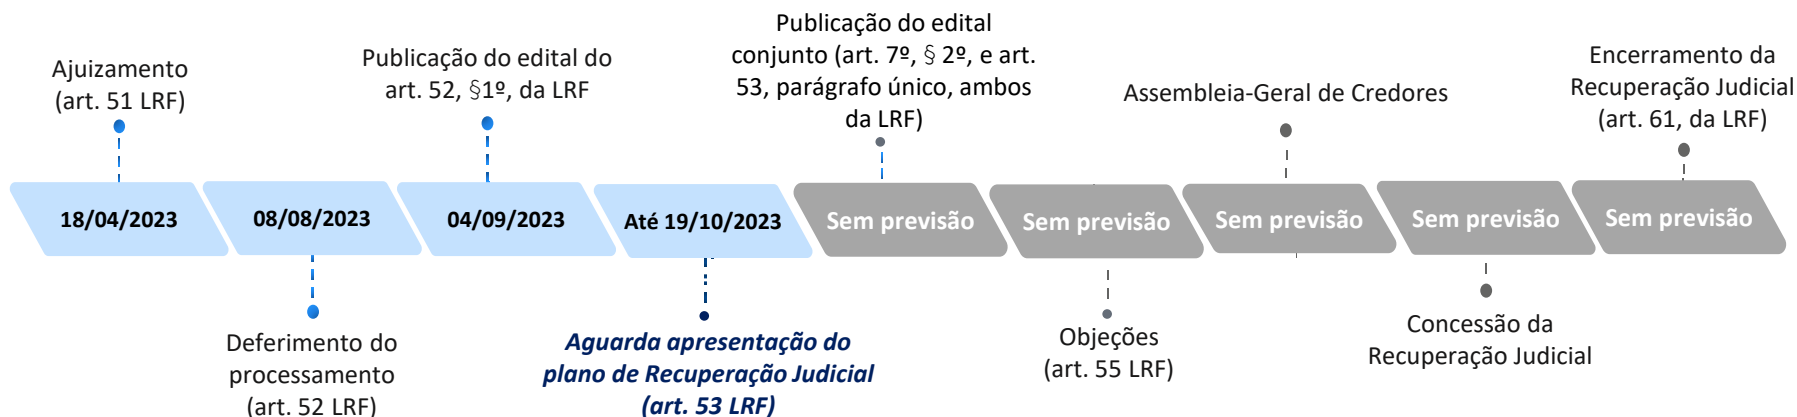 Ajuizamento
(art. 51 LRF)
Publicação do edital do
art. 52, §1º, da LRF
Publicação do edital
conjunto (art. 7º, § 2º, e art.
53, parágrafo único, ambos
da LRF)
Assembleia-Geral de Credores
Encerramento da
Recuperação Judicial
(art. 61, da LRF)
18/04/2023
08/08/2023
04/09/2023
Até 19/10/2023
Sem previsão
Sem previsão
Sem previsão
Sem previsão
Sem previsão
Deferimento do
processamento
(art. 52 LRF)
Aguarda apresentação do
plano de Recuperação Judicial
(art. 53 LRF)
Objeções
(art. 55 LRF)
Concessão da
Recuperação Judicial